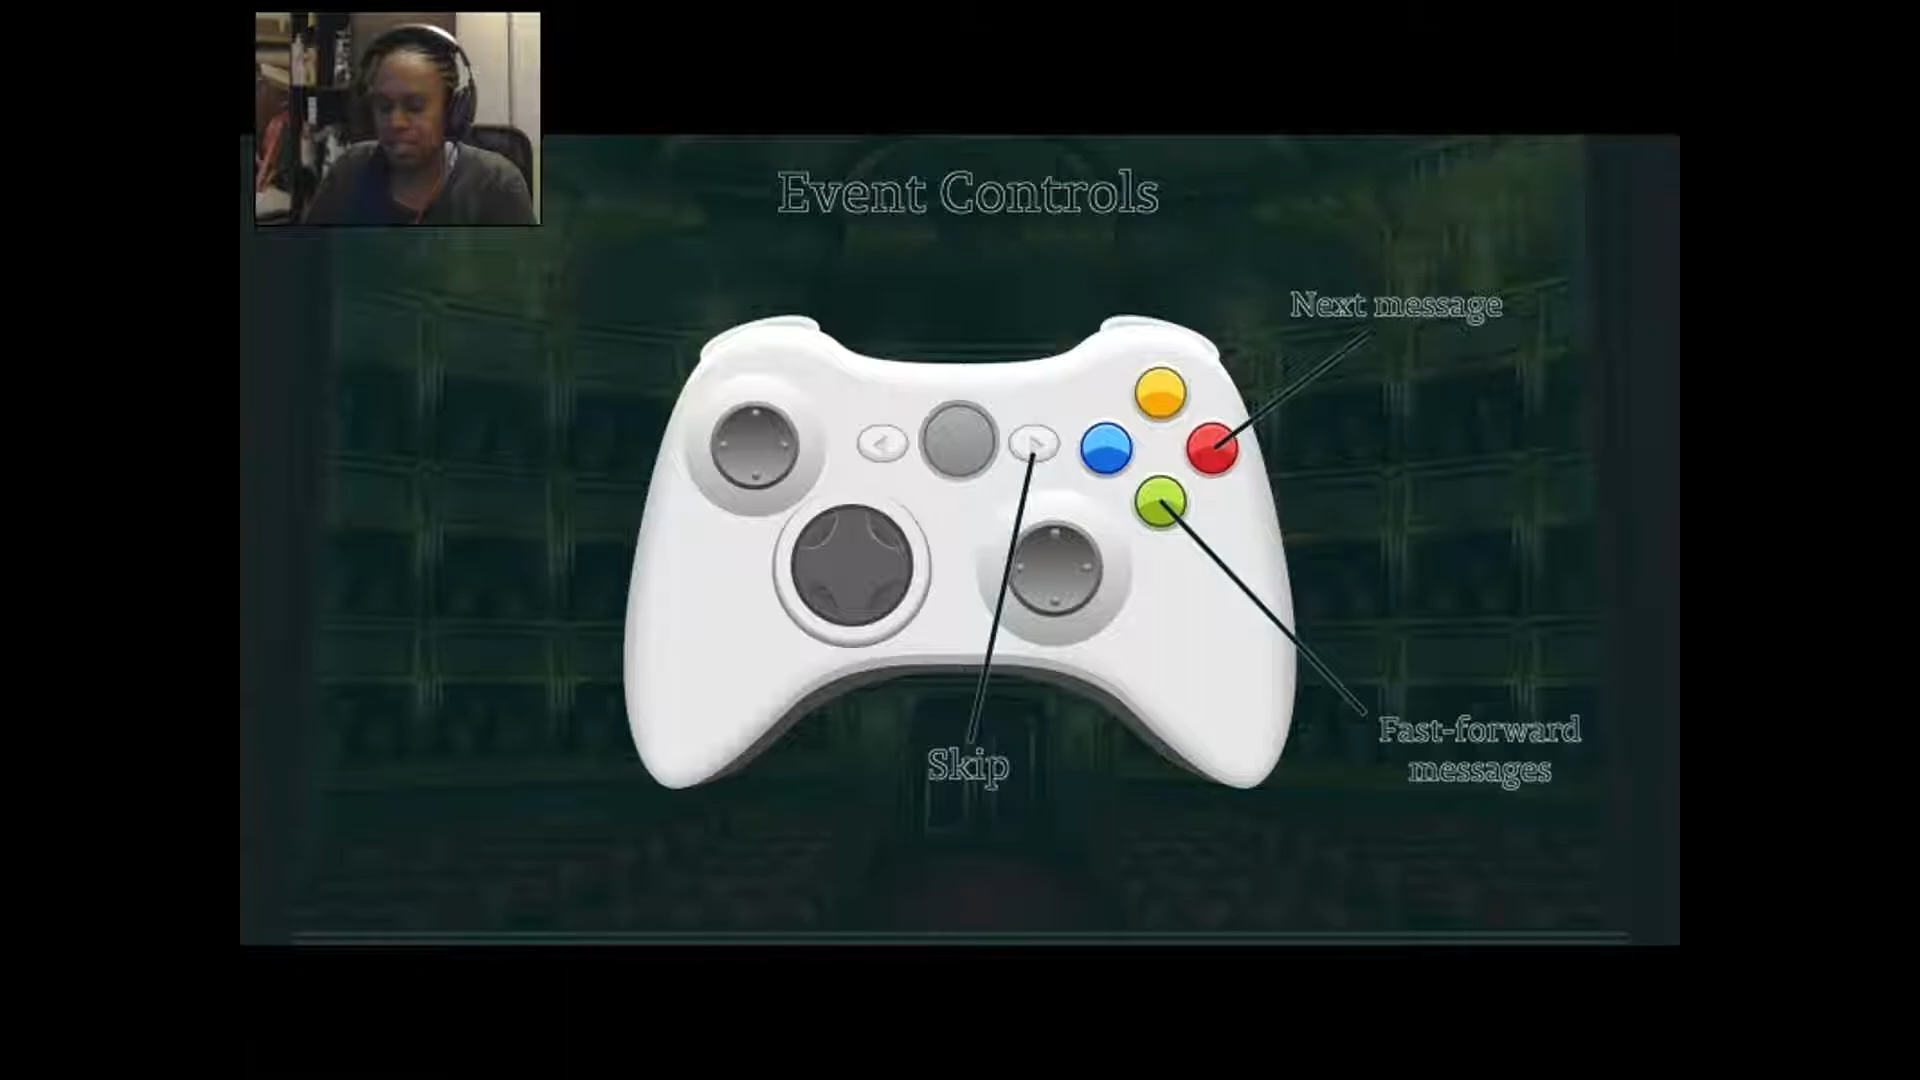 Event Controls
Next message
Skip
Fast-forward
messages